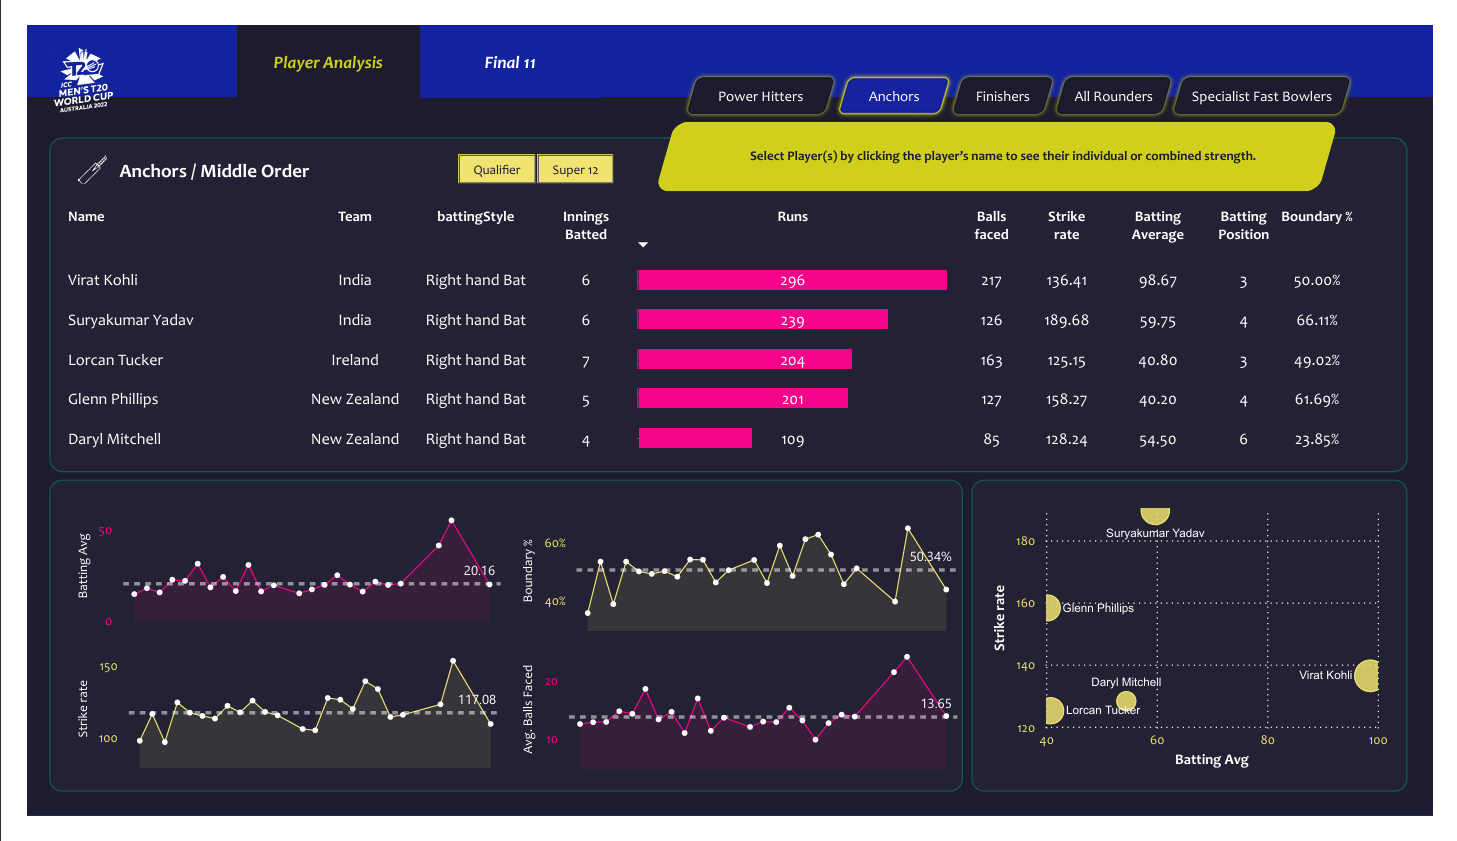 Player Analysis
Final 11
ICC
MEN'S T20
WORLD CUP
AUSTRALIA 2022
Power Hitters
Anchors
Finishers
All Rounders
Specialist Fast Bowlers
Select Player(s) by clicking the player's name to see their individual or combined strength.
Anchors / Middle Order
Qualifier
Super 12
Name Team battingStyle Innings Batted Runs Balls faced Strike rate Batting Average Batting Position Boundary %
Virat Kohli India Right hand Bat 6 296 217 136.41 98.67 3 50.00%
Suryakumar Yadav India Right hand Bat 6 239 126 189.68 59.75 4 66.11%
Lorcan Tucker Ireland Right hand Bat 7 204 163 125.15 40.80 3 49.02%
Glenn Phillips New Zealand Right hand Bat 5 201 127 158.27 40.20 4 61.69%
Daryl Mitchell New Zealand Right hand Bat 4 109 85 128.24 54.50 6 23.85%
Batting Avg
50
0
20.16
Boundary %
60%
40%
50.34%
Strike rate
150
100
117.08
Avg. Balls Faced
20
10
13.65
Strike rate
180
160
140
120
Suryakumar Yadav
Glenn Phillips
Virat Kohli
Daryl Mitchell
Lorcan Tucker
40 60 80 100
Batting Avg